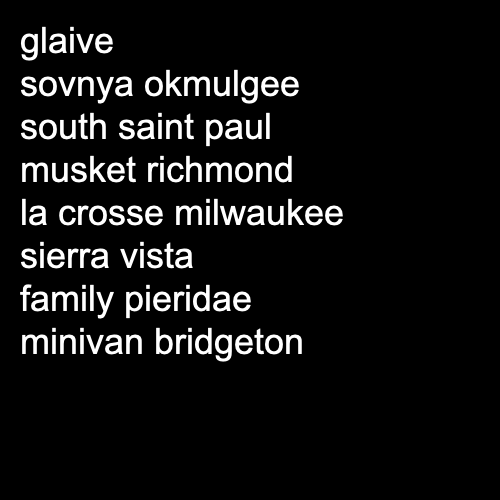 glaive
sovnya okmulgee
south saint paul
musket richmond
la crosse milwaukee
sierra vista
family pieridae
minivan bridgeton